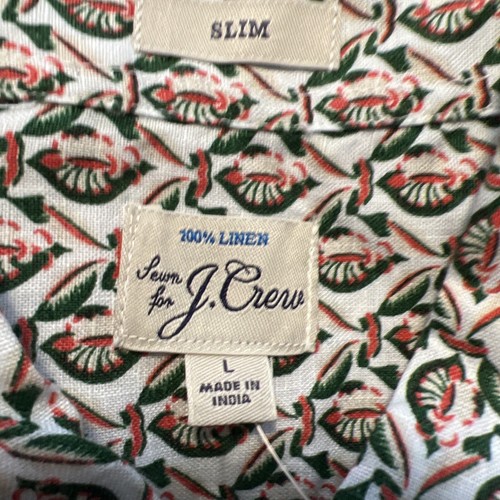 SLIM
100% LINEN
Sewn
for J.Crew
L
MADE IN
INDIA